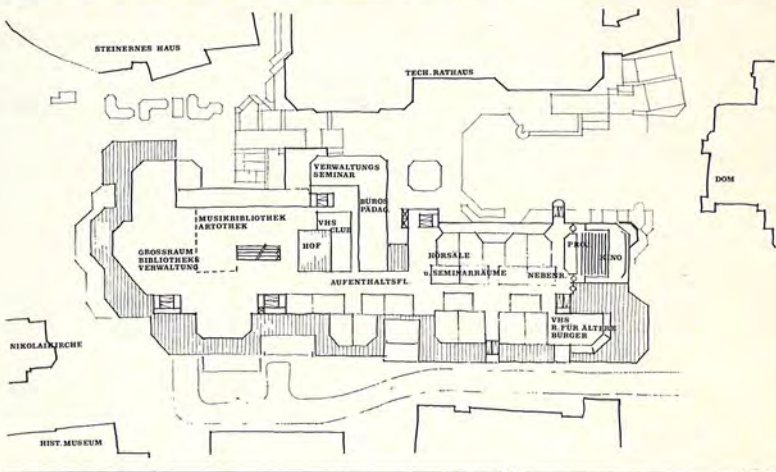 STEINERNES HAUS
TECH. RATHAUS
DOM
VERWALTUNGS
SEMINAR
BÜROS
PÄDAG.
MUSIKBIBLIOTHEK
ARTOTHEK
VHS
CLUB
HOF
GROSSRAUM
BIBLIOTHEKS
VERWALTUNG
HÖRSÄLE
u. SEMINARRÄUME
NEBENR.
PROJ.
KINO
AUFENTHALTSFL.
VHS
R. FÜR ÄLTERE
BÜRGER
NIKOLAIKIRCHE
HIST. MUSEUM